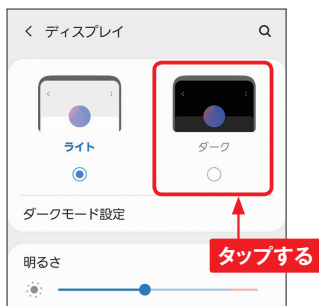 ディスプレイ
ライト
ダーク
ダークモード設定
タップする
明るさ